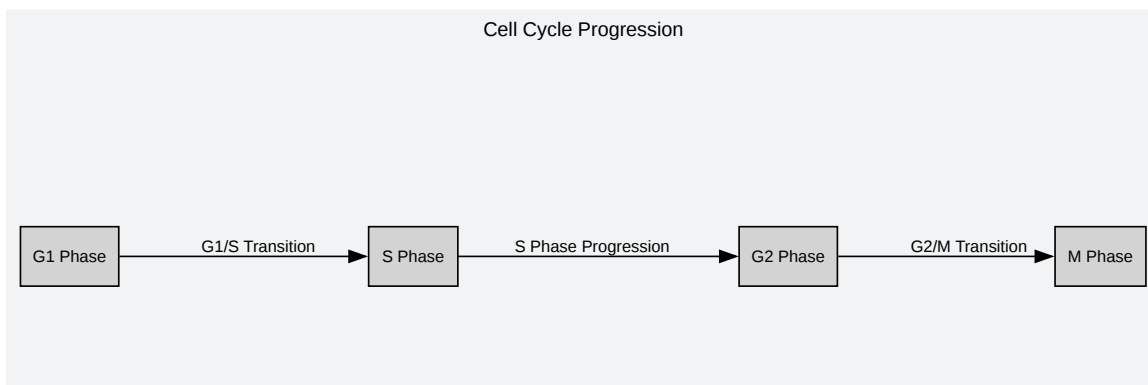 Cell Cycle Progression
G1 Phase
G1/S Transition
S Phase
S Phase Progression
G2 Phase
G2/M Transition
M Phase